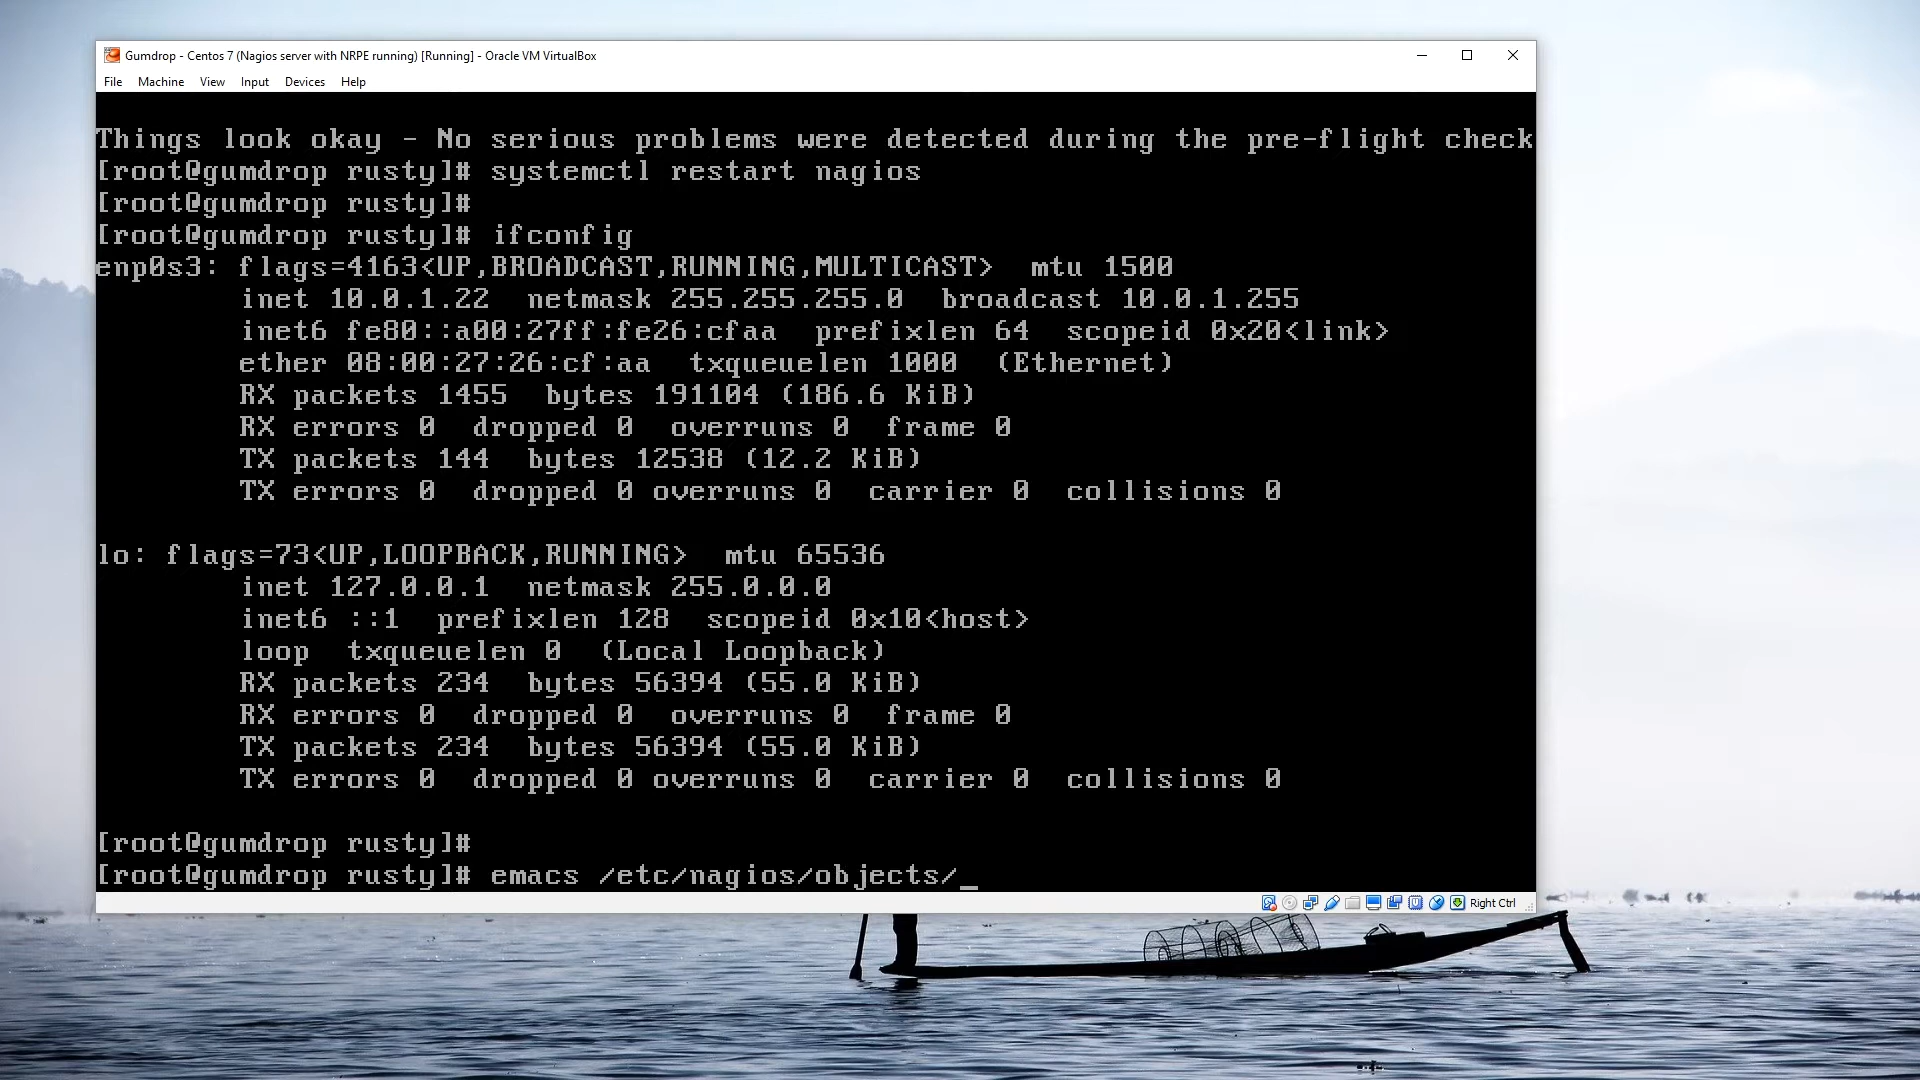 Gumdrop - Centos 7 (Nagios server with NRPE running) [Running] - Oracle VM VirtualBox
File Machine View Input Devices Help
Things look okay - No serious problems were detected during the pre-flight check
[root@gumdrop rusty]# systemctl restart nagios
[root@gumdrop rusty]#
[root@gumdrop rusty]# ifconfig
enp0s3: flags=4163<UP,BROADCAST,RUNNING,MULTICAST>  mtu 1500
        inet 10.0.1.22  netmask 255.255.255.0  broadcast 10.0.1.255
        inet6 fe80::a00:27ff:fe26:cfaa  prefixlen 64  scopeid 0x20<link>
        ether 08:00:27:26:cf:aa  txqueuelen 1000  (Ethernet)
        RX packets 1455  bytes 191104 (186.6 KiB)
        RX errors 0  dropped 0  overruns 0  frame 0
        TX packets 144  bytes 12538 (12.2 KiB)
        TX errors 0  dropped 0 overruns 0  carrier 0  collisions 0
lo: flags=73<UP,LOOPBACK,RUNNING>  mtu 65536
        inet 127.0.0.1  netmask 255.0.0.0
        inet6 ::1  prefixlen 128  scopeid 0x10<host>
        loop  txqueuelen 0  (Local Loopback)
        RX packets 234  bytes 56394 (55.0 KiB)
        RX errors 0  dropped 0  overruns 0  frame 0
        TX packets 234  bytes 56394 (55.0 KiB)
        TX errors 0  dropped 0 overruns 0  carrier 0  collisions 0
[root@gumdrop rusty]#
[root@gumdrop rusty]# emacs /etc/nagios/objects/_
Right Ctrl